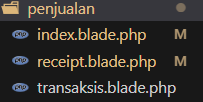 penjualan
index.blade.php M
receipt.blade.php M
transaksis.blade.php